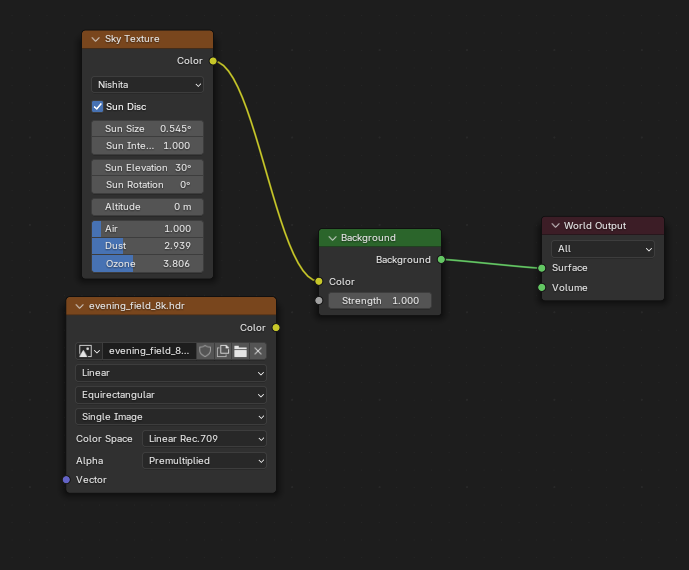 Sky Texture
Color
Nishita
Sun Disc
Sun Size 0.545°
Sun Inte... 1.000
Sun Elevation 30°
Sun Rotation 0°
Altitude 0 m
Air 1.000
Dust 2.939
Ozone 3.806
evening_field_8k.hdr
Color
evening_field_8...
Linear
Equirectangular
Single Image
Color Space Linear Rec.709
Alpha Premultiplied
Vector
Background
Background
Color
Strength 1.000
World Output
All
Surface
Volume